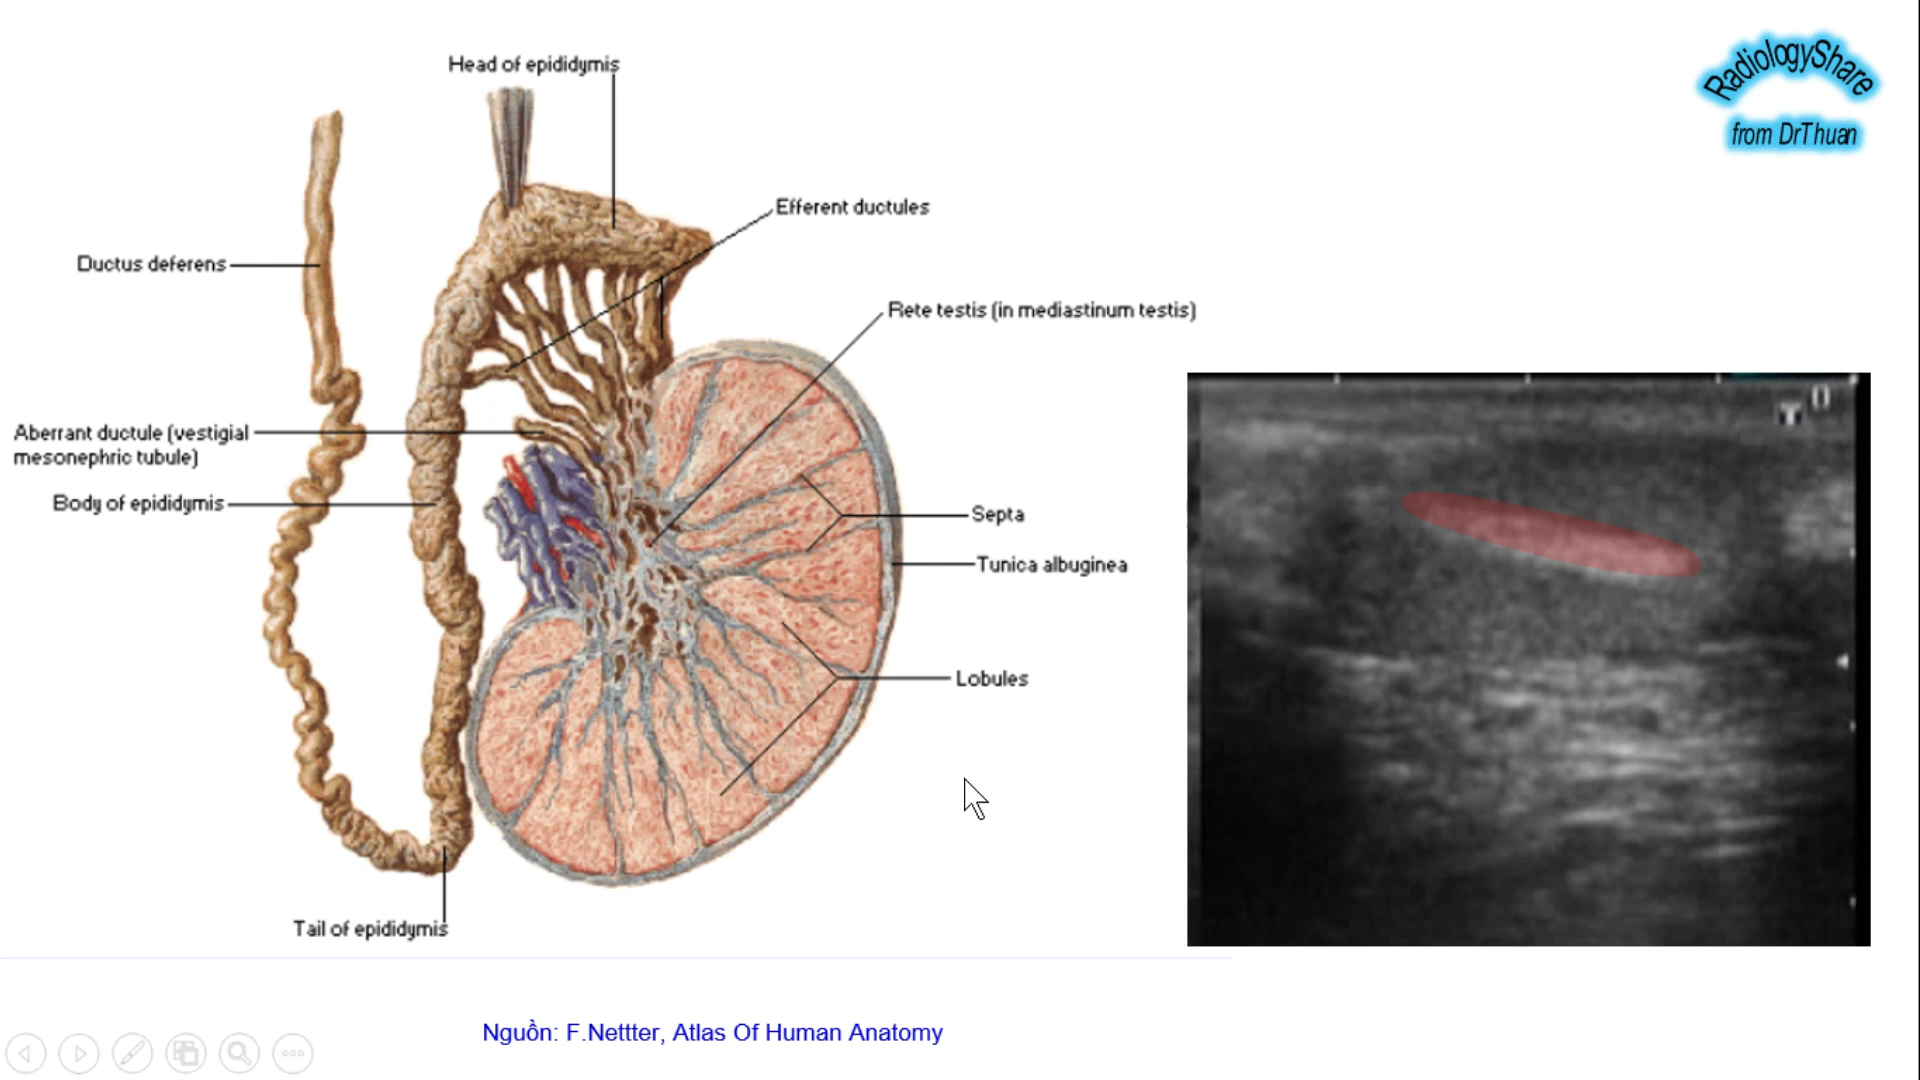 RadiologyShare
from DrThuan
Head of epididymis
Efferent ductules
Ductus deferens
Rete testis (in mediastinum testis)
Aberrant ductule (vestigial
mesonephric tubule)
Body of epididymis
Septa
Tunica albuginea
Lobules
Tail of epididymis
Nguồn: F.Nettter, Atlas Of Human Anatomy